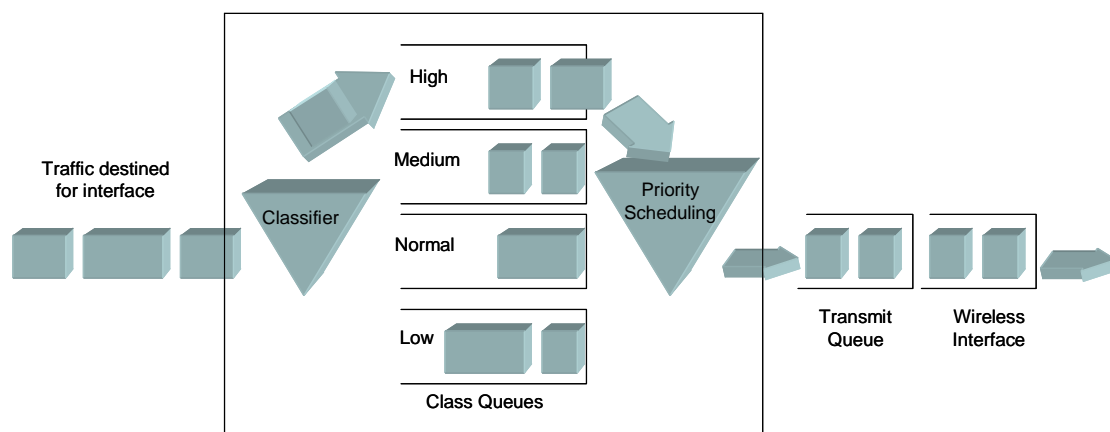 Traffic destined
for interface
Classifier
High
Medium
Normal
Low
Class Queues
Priority
Scheduling
Transmit
Queue
Wireless
Interface